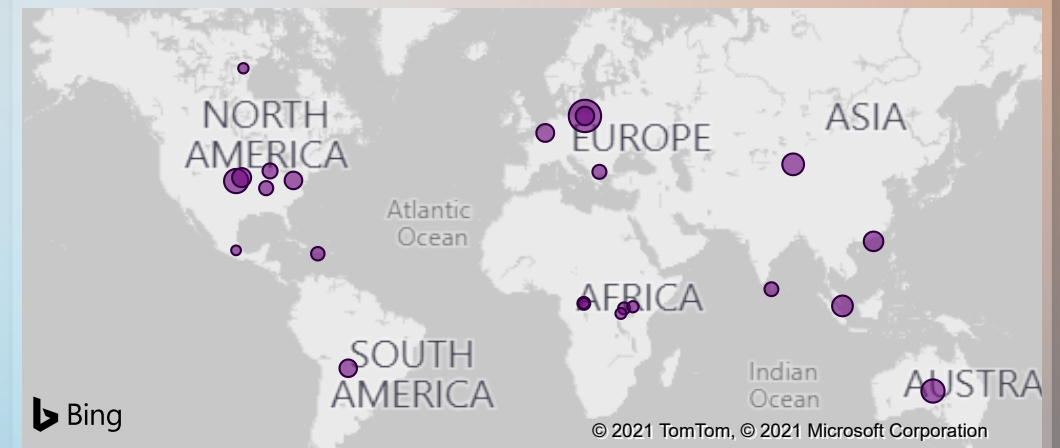 NORTH
AMERICA
EUROPE
ASIA
Atlantic
Ocean
AFRICA
SOUTH
AMERICA
Indian
Ocean
AUSTRA
Bing
© 2021 TomTom, © 2021 Microsoft Corporation